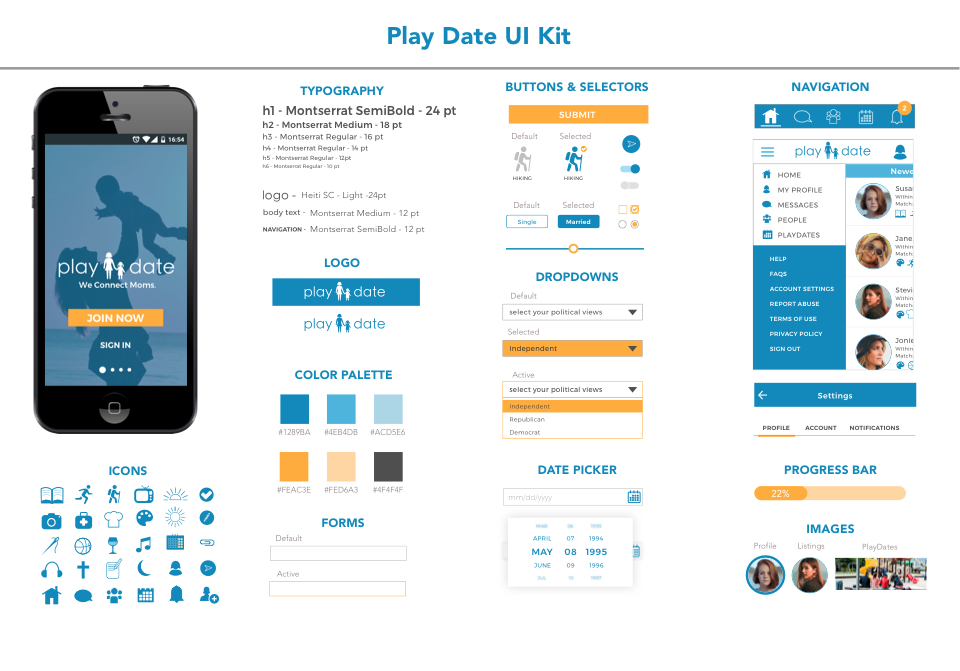 Play Date UI Kit
16:54
play date
We Connect Moms.
JOIN NOW
SIGN IN
ICONS
TYPOGRAPHY
h1 - Montserrat SemiBold - 24 pt
h2 - Montserrat Medium - 18 pt
h3 - Montserrat Regular - 16 pt
h4 - Montserrat Regular - 14 pt
h5 - Montserrat Regular - 12pt
h6 - Montserrat Regular - 10 pt
logo - Heiti SC - Light -24pt
body text - Montserrat Medium - 12 pt
NAVIGATION - Montserrat SemiBold - 12 pt
LOGO
play date
play date
COLOR PALETTE
#1289BA #4EB4DB #ACD5E6
#FEAC3E #FED6A3 #4F4F4F
FORMS
Default
Active
BUTTONS & SELECTORS
SUBMIT
Default Selected
HIKING HIKING
Default Selected
Single Married
DROPDOWNS
Default
select your political views
Selected
Independent
Active
select your political views
Independent
Republican
Democrat
DATE PICKER
mm/dd/yyyy
APRIL 07 1994
MAY 08 1995
JUNE 09 1996
NAVIGATION
2
play date
HOME
MY PROFILE
MESSAGES
PEOPLE
PLAYDATES
HELP
FAQS
ACCOUNT SETTINGS
REPORT ABUSE
TERMS OF USE
PRIVACY POLICY
SIGN OUT
Newe
Susa
Within
Match
Jane
Within
Match
Stevi
Within
Match
Jonie
Within
Match
Settings
PROFILE ACCOUNT NOTIFICATIONS
PROGRESS BAR
22%
IMAGES
Profile Listings PlayDates